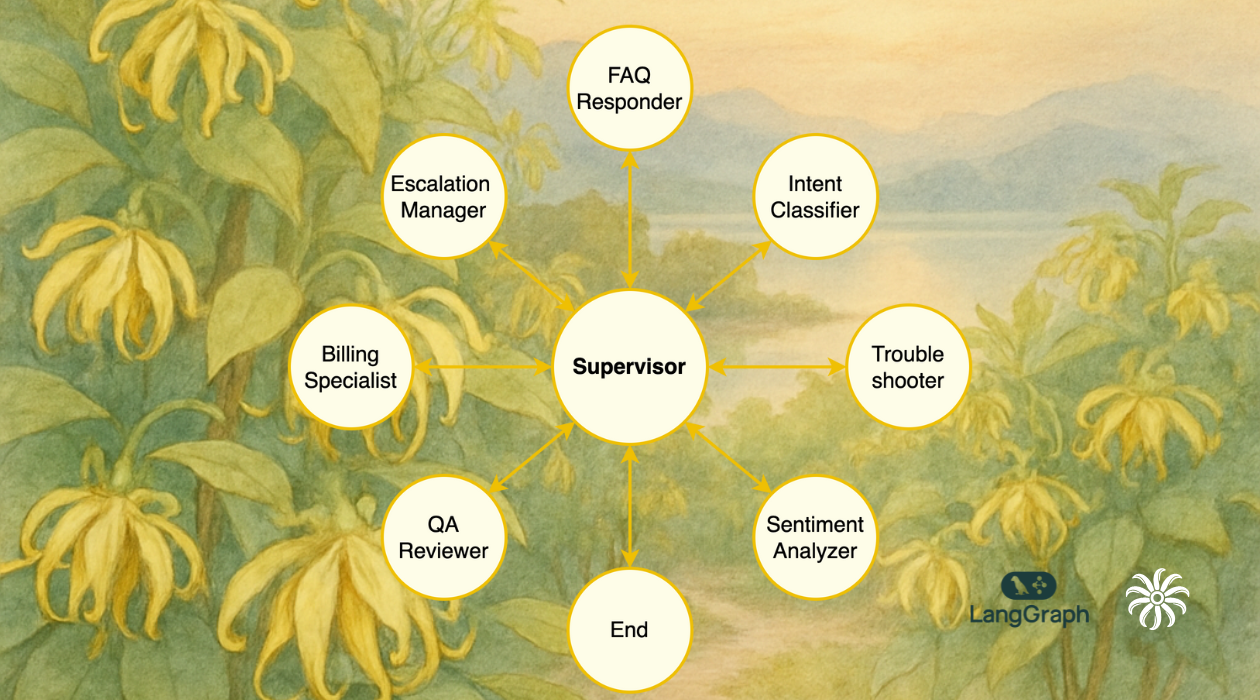 FAQ
Responder
Escalation
Manager
Intent
Classifier
Billing
Specialist
Supervisor
Trouble
shooter
QA
Reviewer
Sentiment
Analyzer
End
LangGraph